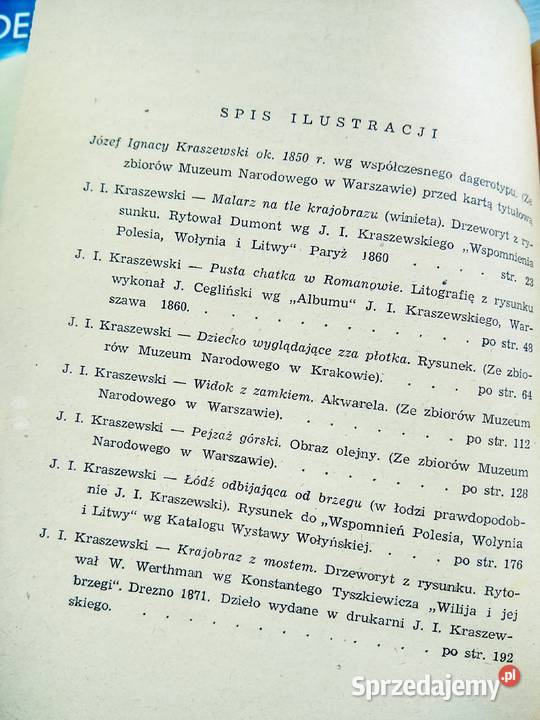 DE
SPIS ILUSTRACJI
Józef Ignacy Kraszewski ok. 1850 r. wg współczesnego dagerotypu. (Ze
zbiorów Muzeum Narodowego w Warszawie) przed kartą tytułową
J. I. Kraszewski — Malarz na tle krajobrazu (winieta). Drzeworyt z ry-
sunku. Rytował Dumont wg J. I. Kraszewskiego „Wspomnienia
Polesia, Wołynia i Litwy" Paryż 1860 . . . . . str. 23
J. I. Kraszewski — Pusta chatka w Romanowie. Litografię z rysunku
wykonał J. Cegliński wg „Albumu" J. I. Kraszewskiego, War-
szawa 1860. . . . . . . . . . . po str. 48
J. I. Kraszewski — Dziecko wyglądające zza płotka. Rysunek. (Ze zbio-
rów Muzeum Narodowego w Krakowie). . . . . po str. 64
J. I. Kraszewski — Widok z zamkiem. Akwarela. (Ze zbiorów Muzeum
Narodowego w Warszawie). . . . . . . po str. 112
J. I. Kraszewski — Pejzaż górski. Obraz olejny. (Ze zbiorów Muzeum
Narodowego w Warszawie). . . . . . . po str. 128
J. I. Kraszewski — Łódź odbijająca od brzegu (w łodzi prawdopodob-
nie J. I. Kraszewski). Rysunek do „Wspomnień Polesia, Wołynia
i Litwy" wg Katalogu Wystawy Wołyńskiej. . . . po str. 176
J. I. Kraszewski — Krajobraz z mostem. Drzeworyt z rysunku. Ryto-
wał W. Werthman wg Konstantego Tyszkiewicza „Wilija i jej
brzegi". Drezno 1871. Dzieło wydane w drukarni J. I. Kraszew-
skiego. . . . . . . . . . . . po str. 192
Sprzedajemy.pl